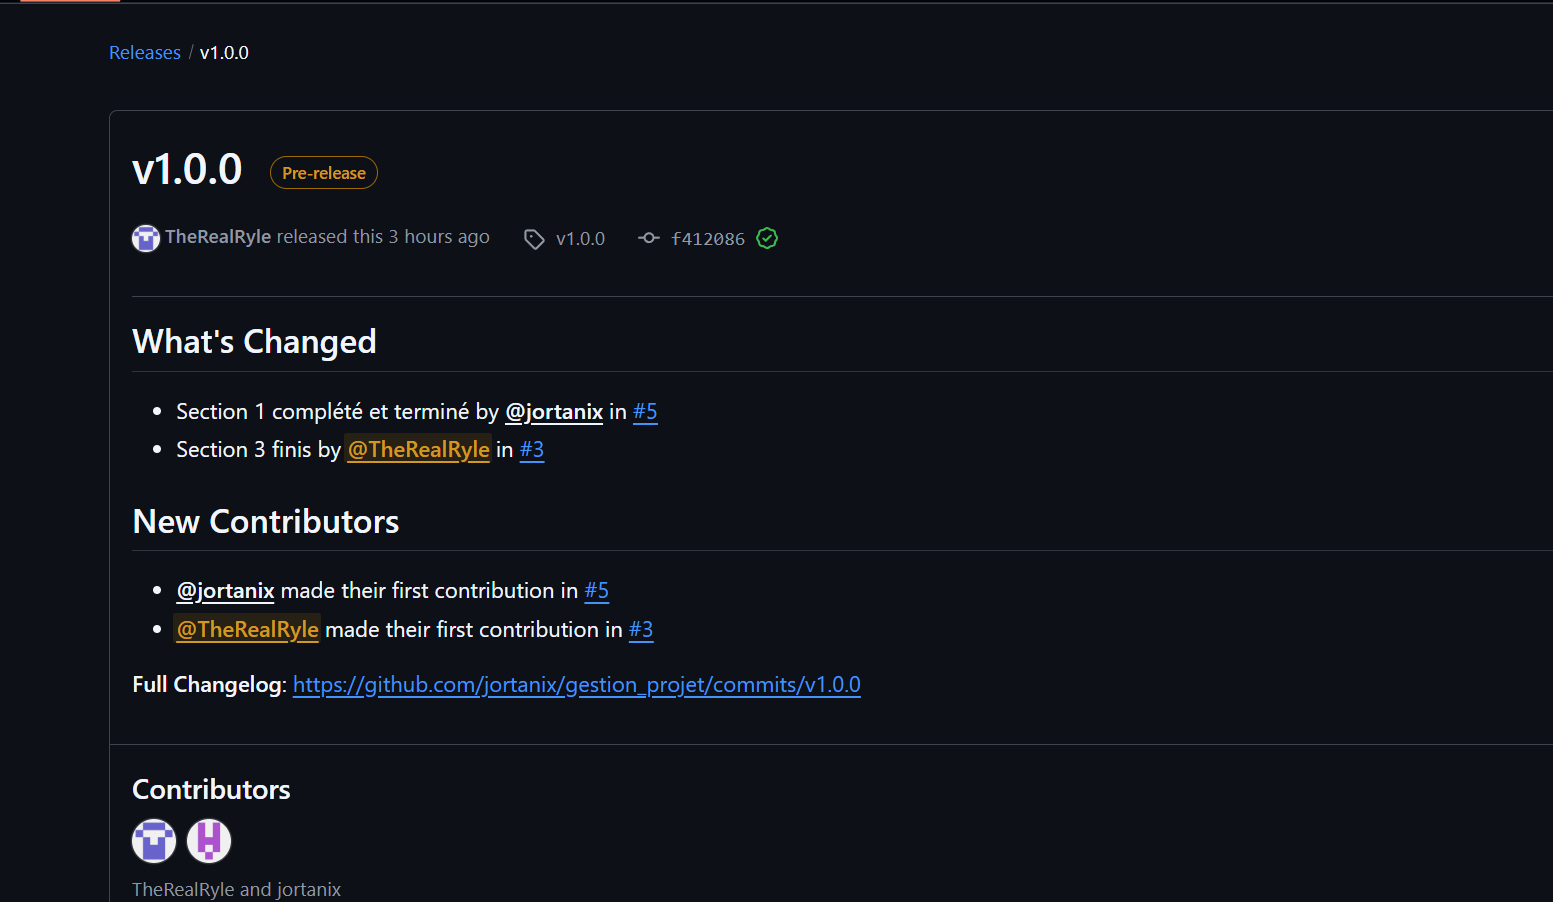 Releases / v1.0.0
v1.0.0 Pre-release
TheRealRyle released this 3 hours ago v1.0.0 f412086
What's Changed
• Section 1 complété et terminé by @jortanix in #5
• Section 3 finis by @TheRealRyle in #3
New Contributors
• @jortanix made their first contribution in #5
• @TheRealRyle made their first contribution in #3
Full Changelog: https://github.com/jortanix/gestion_projet/commits/v1.0.0
Contributors
TheRealRyle and jortanix